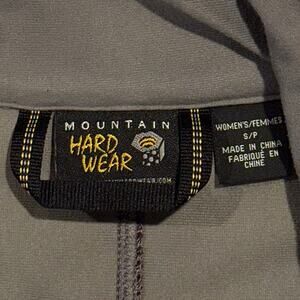 MOUNTAIN
HARD
WEAR
WOMEN'S/FEMMES
S/P
MADE IN CHINA
FABRIQUÉ EN
CHINE